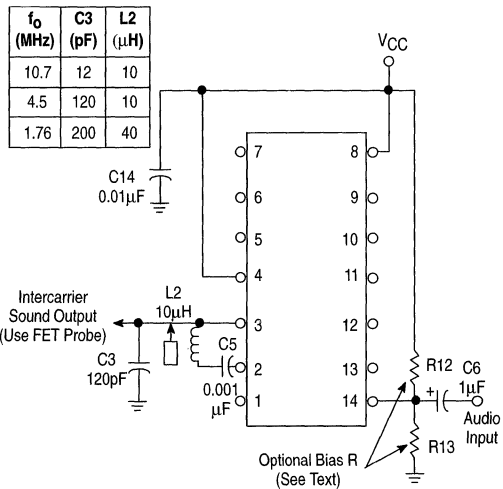 fo C3 L2
(MHz) (pF) (μH)
10.7 12 10
4.5 120 10
1.76 200 40
VCC
C14
0.01μF
7 8
6 9
5 10
4 11
3 12
2 13
1 14
Intercarrier
Sound Output
(Use FET Probe)
L2
10μH
C3
120pF
C5
0.001
μF
R12
C6
+ 1μF
Audio
Input
R13
Optional Bias R
(See Text)